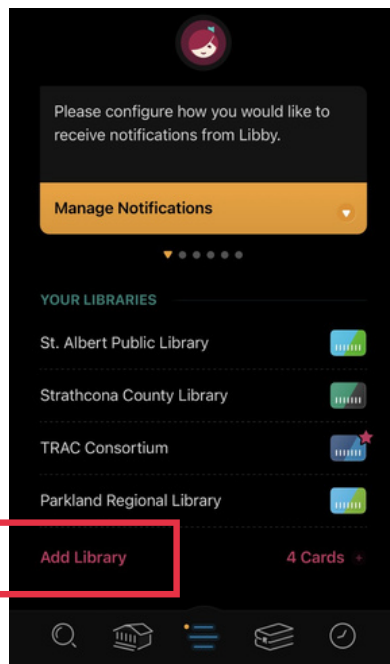 Please configure how you would like to
receive notifications from Libby.
Manage Notifications
YOUR LIBRARIES
St. Albert Public Library
Strathcona County Library
TRAC Consortium
Parkland Regional Library
Add Library 4 Cards +